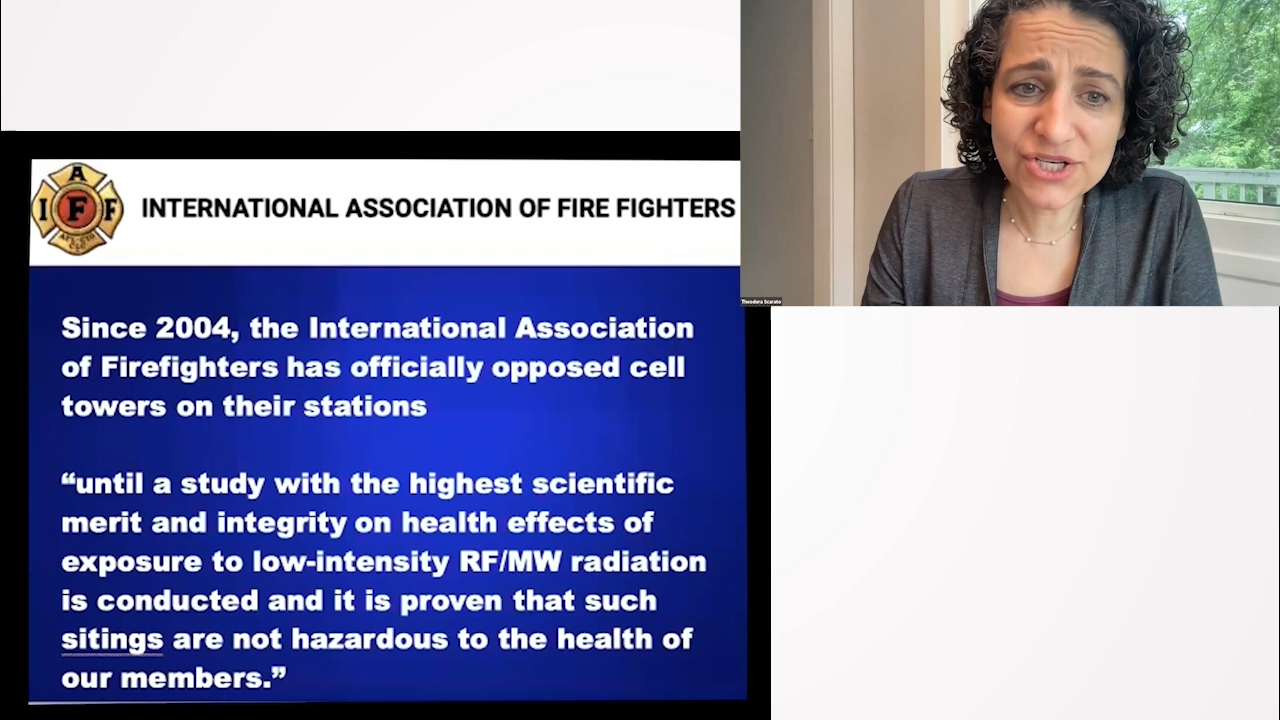 A
I F F
INTERNATIONAL ASSOCIATION OF FIRE FIGHTERS
Theodora Scarato
Since 2004, the International Association
of Firefighters has officially opposed cell
towers on their stations
“until a study with the highest scientific
merit and integrity on health effects of
exposure to low-intensity RF/MW radiation
is conducted and it is proven that such
sitings are not hazardous to the health of
our members.”